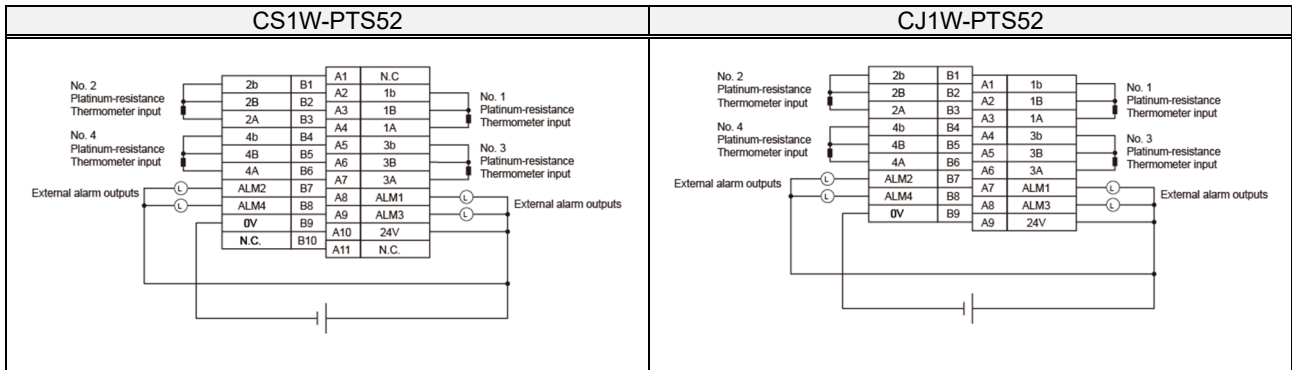 CS1W-PTS52
CJ1W-PTS52
No. 2
Platinum-resistance
Thermometer input
No. 4
Platinum-resistance
Thermometer input
External alarm outputs
2b B1
2B B2
2A B3
4b B4
4B B5
4A B6
ALM2 B7
ALM4 B8
0V B9
N.C. B10
A1 N.C
A2 1b
A3 1B
A4 1A
A5 3b
A6 3B
A7 3A
A8 ALM1
A9 ALM3
A10 24V
A11 N.C.
L
L
L
L
No. 1
Platinum-resistance
Thermometer input
No. 3
Platinum-resistance
Thermometer input
External alarm outputs
No. 2
Platinum-resistance
Thermometer input
No. 4
Platinum-resistance
Thermometer input
External alarm outputs
2b B1
2B B2
2A B3
4b B4
4B B5
4A B6
ALM2 B7
ALM4 B8
0V B9
A1 1b
A2 1B
A3 1A
A4 3b
A5 3B
A6 3A
A7 ALM1
A8 ALM3
A9 24V
L
L
L
L
No. 1
Platinum-resistance
Thermometer input
No. 3
Platinum-resistance
Thermometer input
External alarm outputs